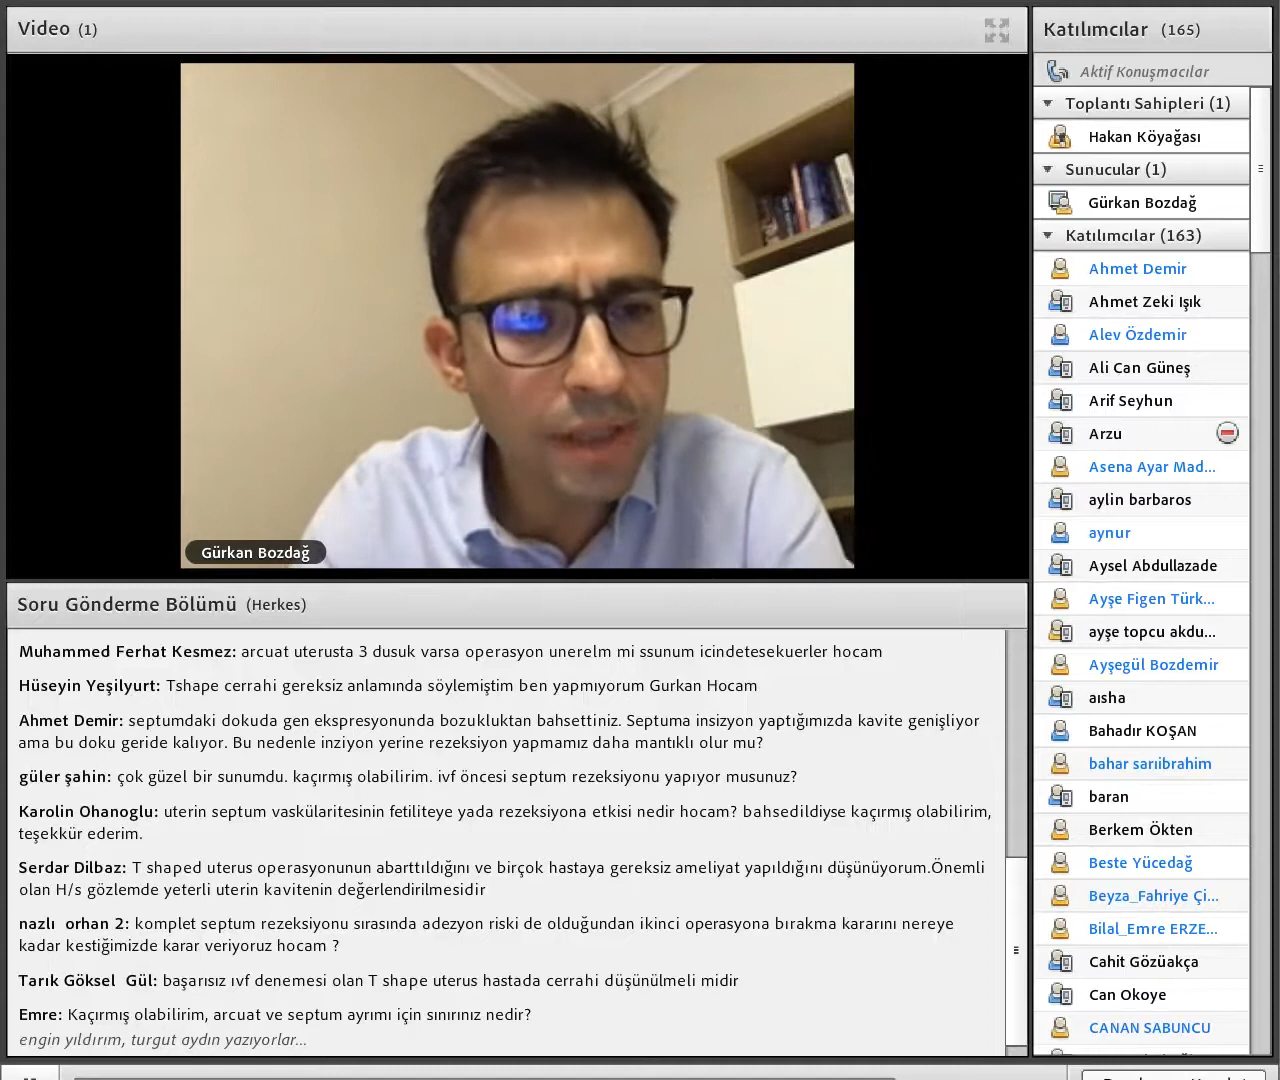 Video (1)
Gürkan Bozdağ
Soru Gönderme Bölümü (Herkes)
Muhammed Ferhat Kesmez: arcuat uterusta 3 dusuk varsa operasyon unerelm mi ssunum icindetesekuerler hocam
Hüseyin Yeşilyurt: Tshape cerrahi gereksiz anlamında söylemiştim ben yapmıyorum Gurkan Hocam
Ahmet Demir: septumdaki dokuda gen ekspresyonunda bozukluktan bahsettiniz. Septuma insizyon yaptığımızda kavite genişliyor
ama bu doku geride kalıyor. Bu nedenle inziyon yerine rezeksiyon yapmamız daha mantıklı olur mu?
güler şahin: çok güzel bir sunumdu. kaçırmış olabilirim. ivf öncesi septum rezeksiyonu yapıyor musunuz?
Karolin Ohanoglu: uterin septum vaskülaritesinin fetiliteye yada rezeksiyona etkisi nedir hocam? bahsedildiyse kaçırmış olabilirim,
teşekkür ederim.
Serdar Dilbaz: T shaped uterus operasyonunun abarttıldığını ve birçok hastaya gereksiz ameliyat yapıldığını düşünüyorum.Önemli
olan H/s gözlemde yeterli uterin kavitenin değerlendirilmesidir
nazlı orhan 2: komplet septum rezeksiyonu sırasında adezyon riski de olduğundan ikinci operasyona bırakma kararını nereye
kadar kestiğimizde karar veriyoruz hocam ?
Tarık Göksel Gül: başarısız ıvf denemesi olan T shape uterus hastada cerrahi düşünülmeli midir
Emre: Kaçırmış olabilirim, arcuat ve septum ayrımı için sınırınız nedir?
engin yıldırım, turgut aydın yazıyorlar...
Katılımcılar (165)
Aktif Konuşmacılar
Toplantı Sahipleri (1)
Hakan Köyağası
Sunucular (1)
Gürkan Bozdağ
Katılımcılar (163)
Ahmet Demir
Ahmet Zeki Işık
Alev Özdemir
Ali Can Güneş
Arif Seyhun
Arzu
Asena Ayar Mad...
aylin barbaros
aynur
Aysel Abdullazade
Ayşe Figen Türk...
ayşe topcu akdu...
Ayşegül Bozdemir
aısha
Bahadır KOŞAN
bahar sarıibrahim
baran
Berkem Ökten
Beste Yücedağ
Beyza_Fahriye Çi...
Bilal_Emre ERZE...
Cahit Gözüakça
Can Okoye
CANAN SABUNCU